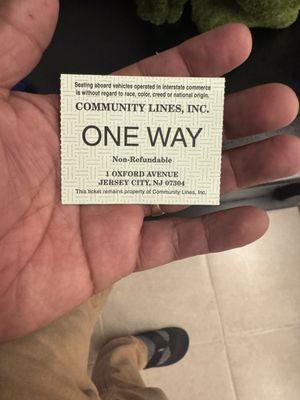 Seating aboard vehicles operated in interstate commerce
is without regard to race, color, creed or national origin.
COMMUNITY LINES, INC.
ONE WAY
Non-Refundable
1 OXFORD AVENUE
JERSEY CITY, NJ 07304
This ticket remains property of Community Lines, Inc.